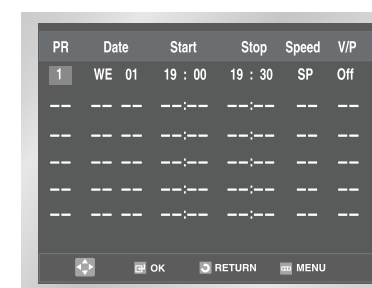 PR Date Start Stop Speed V/P
1 WE 01 19 : 00 19 : 30 SP Off
–– –– –– ––:–– ––:–– –– ––
–– –– –– ––:–– ––:–– –– ––
–– –– –– ––:–– ––:–– –– ––
–– –– –– ––:–– ––:–– –– ––
–– –– –– ––:–– ––:–– –– ––
OK RETURN MENU